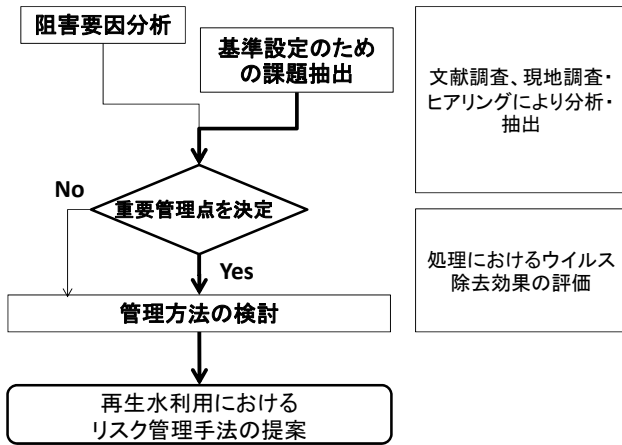 阻害要因分析
基準設定のため
の課題抽出
文献調査、現地調査・
ヒアリングにより分析・
抽出
No
重要管理点を決定
Yes
処理におけるウイルス
除去効果の評価
管理方法の検討
再生水利用における
リスク管理手法の提案